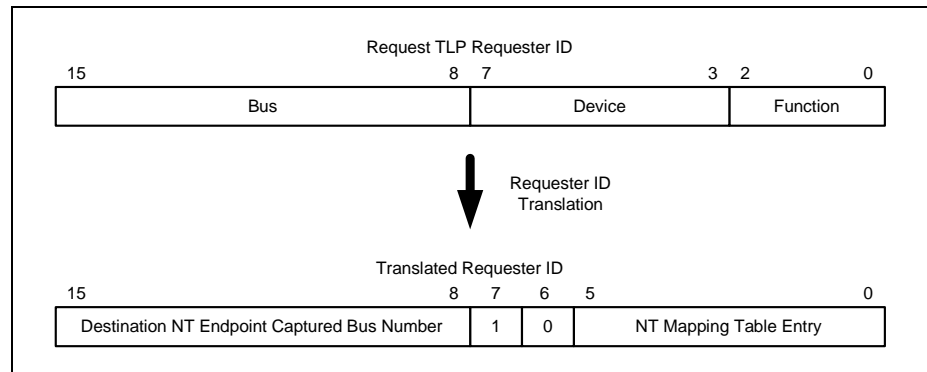 Request TLP Requester ID
15 8 7 3 2 0
Bus Device Function
Requester ID
Translation
Translated Requester ID
15 8 7 6 5 0
Destination NT Endpoint Captured Bus Number 1 0 NT Mapping Table Entry